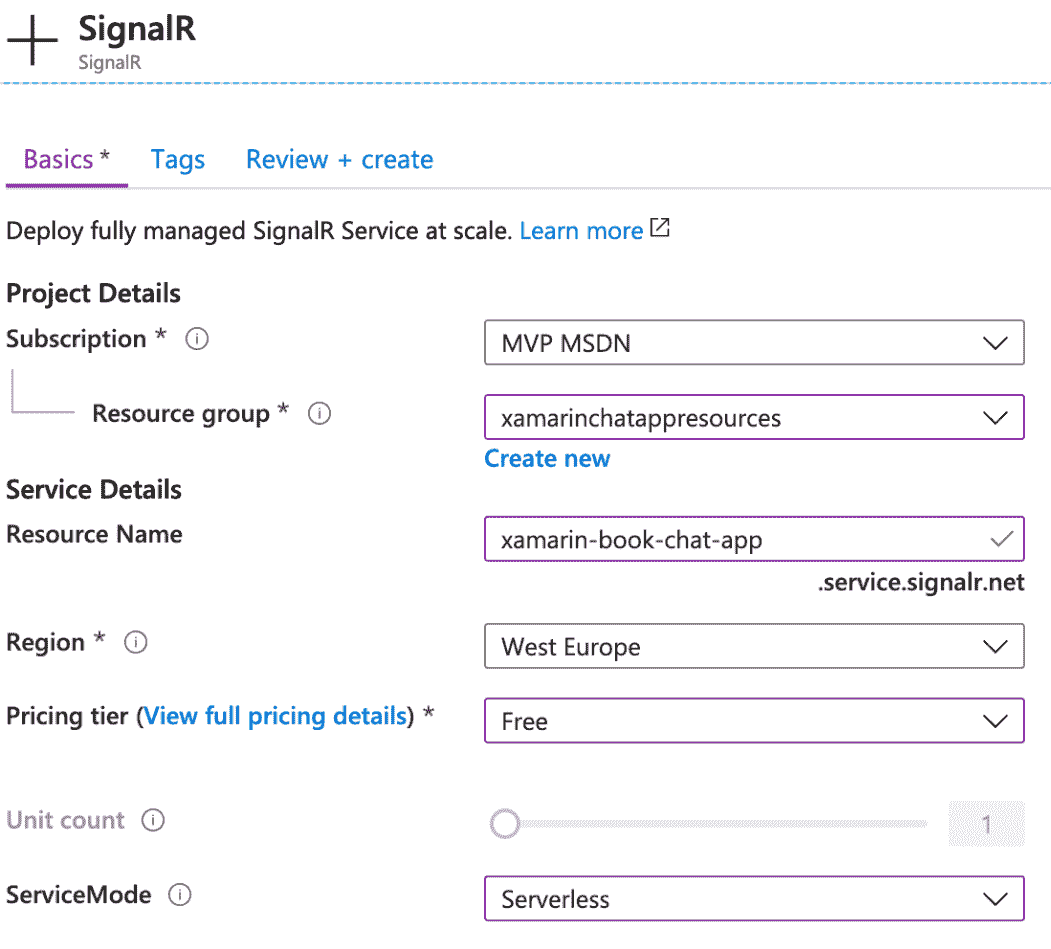 SignalR
SignalR
Basics * Tags Review + create
Deploy fully managed SignalR Service at scale. Learn more
Project Details
Subscription * MVP MSDN
Resource group * xamarinchatappresources
Create new
Service Details
Resource Name xamarin-book-chat-app
.service.signalr.net
Region * West Europe
Pricing tier (View full pricing details) * Free
Unit count 1
ServiceMode Serverless